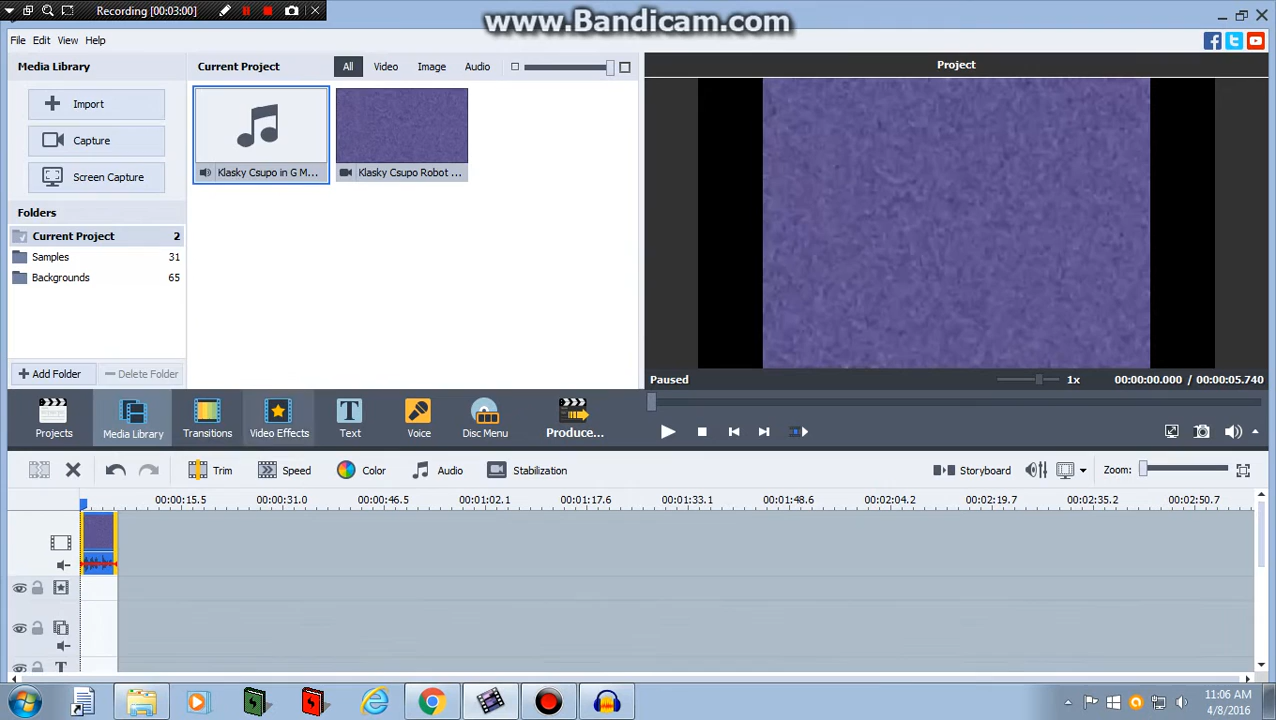 Recording [00:03:00]
www.Bandicam.com
File Edit View Help
Media Library
Import
Capture
Screen Capture
Folders
Current Project 2
Samples 31
Backgrounds 65
Add Folder Delete Folder
Current Project All Video Image Audio
Klasky Csupo in G M... Klasky Csupo Robot ...
Project
Paused 1x 00:00:00.000 / 00:00:05.740
Projects Media Library Transitions Video Effects Text Voice Disc Menu Produce...
Trim Speed Color Audio Stabilization Storyboard Zoom:
00:00:15.5 00:00:31.0 00:00:46.5 00:01:02.1 00:01:17.6 00:01:33.1 00:01:48.6 00:02:04.2 00:02:19.7 00:02:35.2 00:02:50.7
T
11:06 AM
4/8/2016